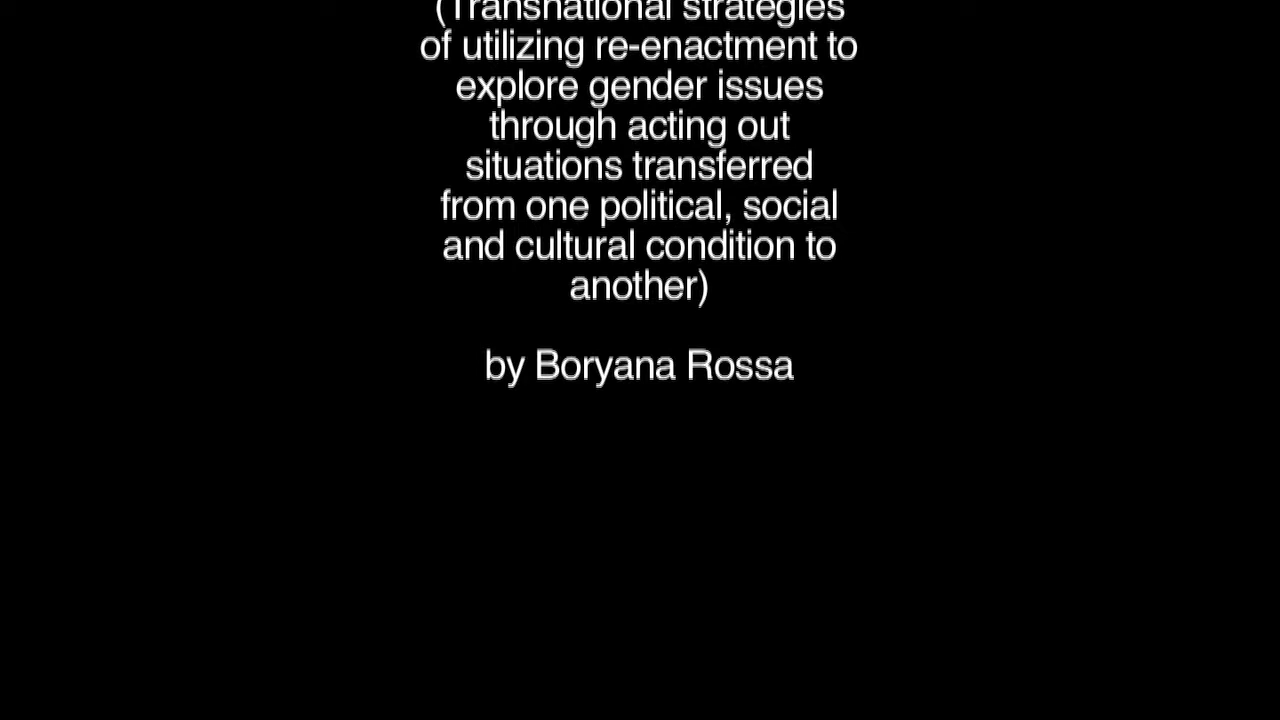 (Transnational strategies
of utilizing re-enactment to
explore gender issues
through acting out
situations transferred
from one political, social
and cultural condition to
another)
by Boryana Rossa